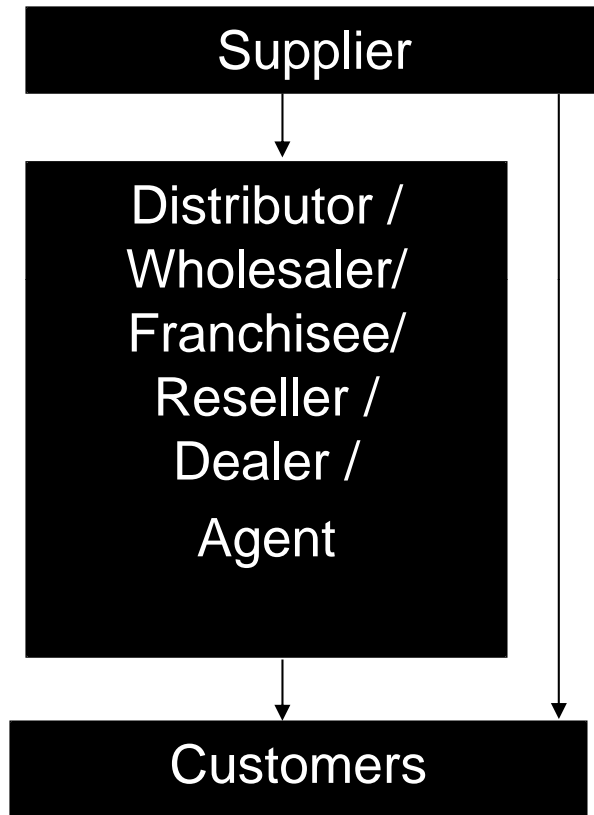 Supplier
Distributor /
Wholesaler/
Franchisee/
Reseller /
Dealer /
Agent
Customers